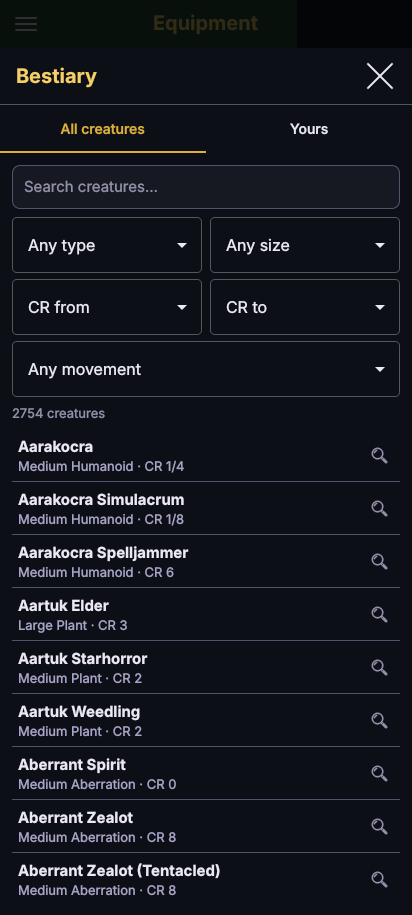 Equipment
Bestiary
All creatures
Yours
Search creatures...
Any type
Any size
CR from
CR to
Any movement
2754 creatures
Aarakocra
Medium Humanoid · CR 1/4
Aarakocra Simulacrum
Medium Humanoid · CR 1/8
Aarakocra Spelljammer
Medium Humanoid · CR 6
Aartuk Elder
Large Plant · CR 3
Aartuk Starhorror
Medium Plant · CR 2
Aartuk Weedling
Medium Plant · CR 2
Aberrant Spirit
Medium Aberration · CR 0
Aberrant Zealot
Medium Aberration · CR 8
Aberrant Zealot (Tentacled)
Medium Aberration · CR 8